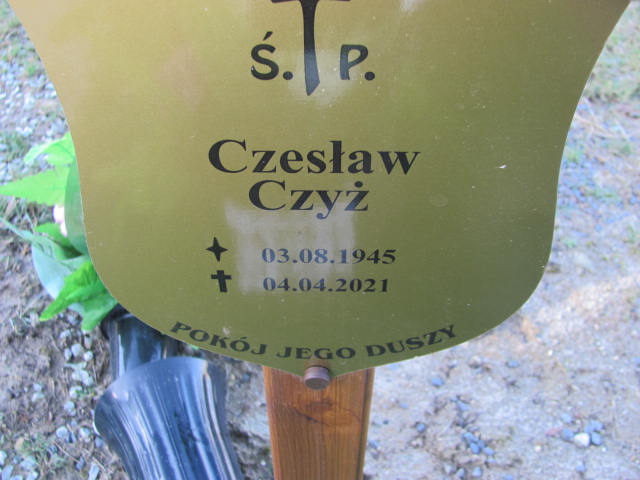 Ś. P.
Czesław
Czyż
03.08.1945
04.04.2021
POKÓJ JEGO DUSZY